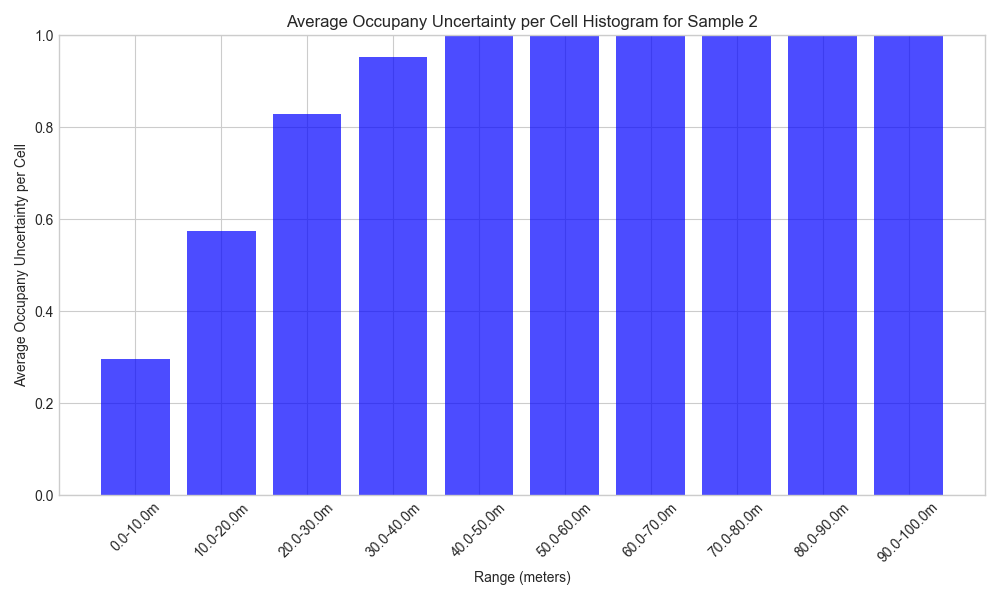 Average Occupany Uncertainty per Cell Histogram for Sample 2
Average Occupany Uncertainty per Cell
1.0
0.8
0.6
0.4
0.2
0.0
0.0-10.0m
10.0-20.0m
20.0-30.0m
30.0-40.0m
40.0-50.0m
50.0-60.0m
60.0-70.0m
70.0-80.0m
80.0-90.0m
90.0-100.0m
Range (meters)